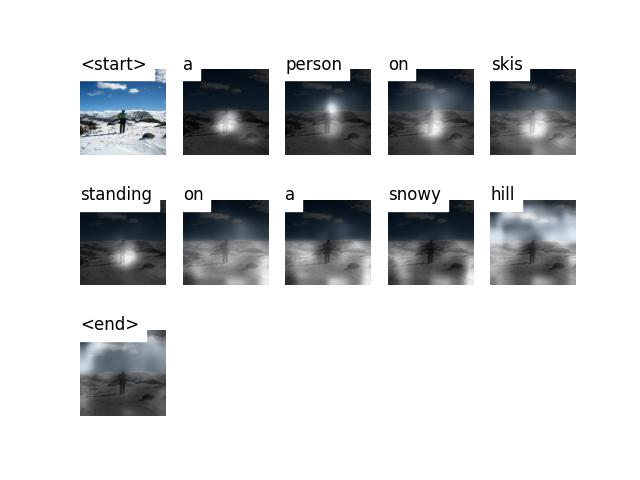 <start> a person on skis
standing on a snowy hill
<end>